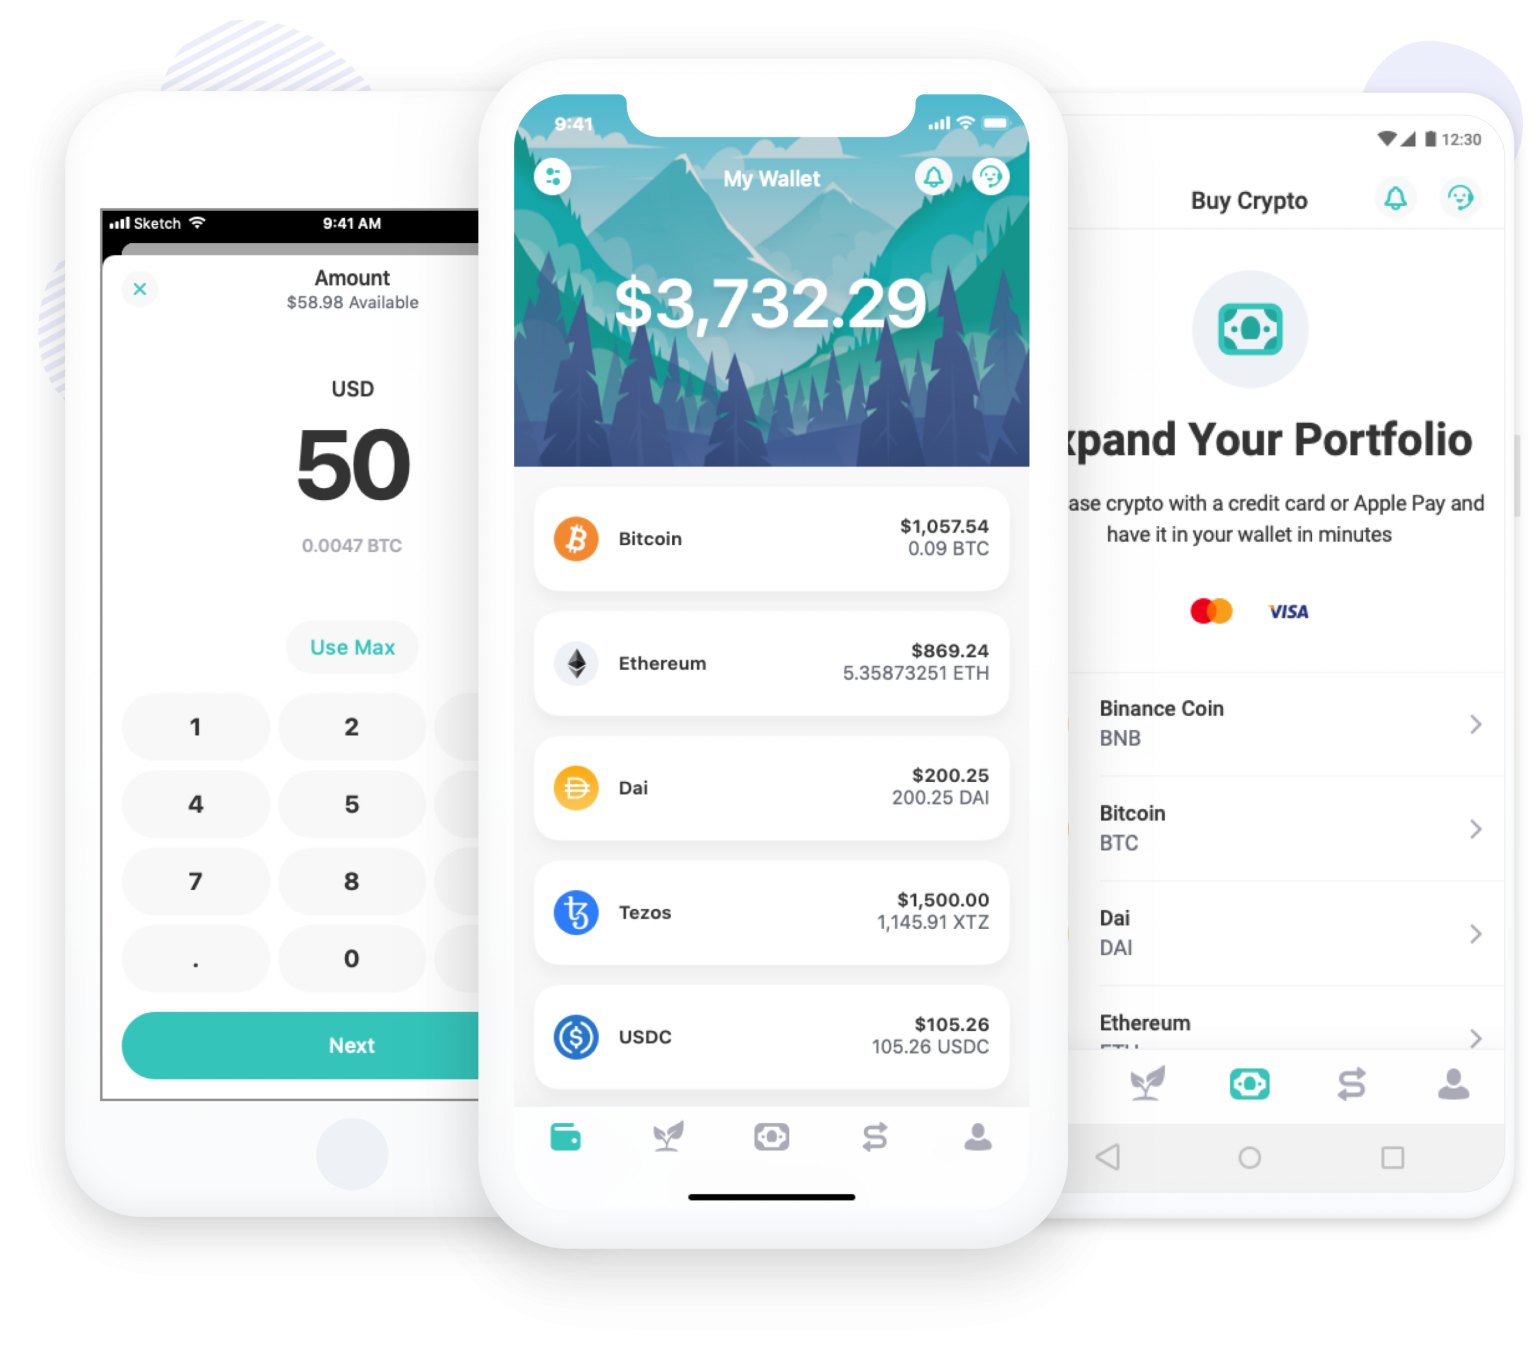 Sketch
9:41 AM
Amount
$58.98 Available
USD
50
0.0047 BTC
Use Max
1
2
4
5
7
8
.
0
Next
9:41
My Wallet
$3,732.29
Bitcoin
$1,057.54
0.09 BTC
Ethereum
$869.24
5.35873251 ETH
Dai
$200.25
200.25 DAI
Tezos
$1,500.00
1,145.91 XTZ
USDC
$105.26
105.26 USDC
12:30
Buy Crypto
xpand Your Portfolio
ase crypto with a credit card or Apple Pay and
have it in your wallet in minutes
VISA
Binance Coin
BNB
Bitcoin
BTC
Dai
DAI
Ethereum